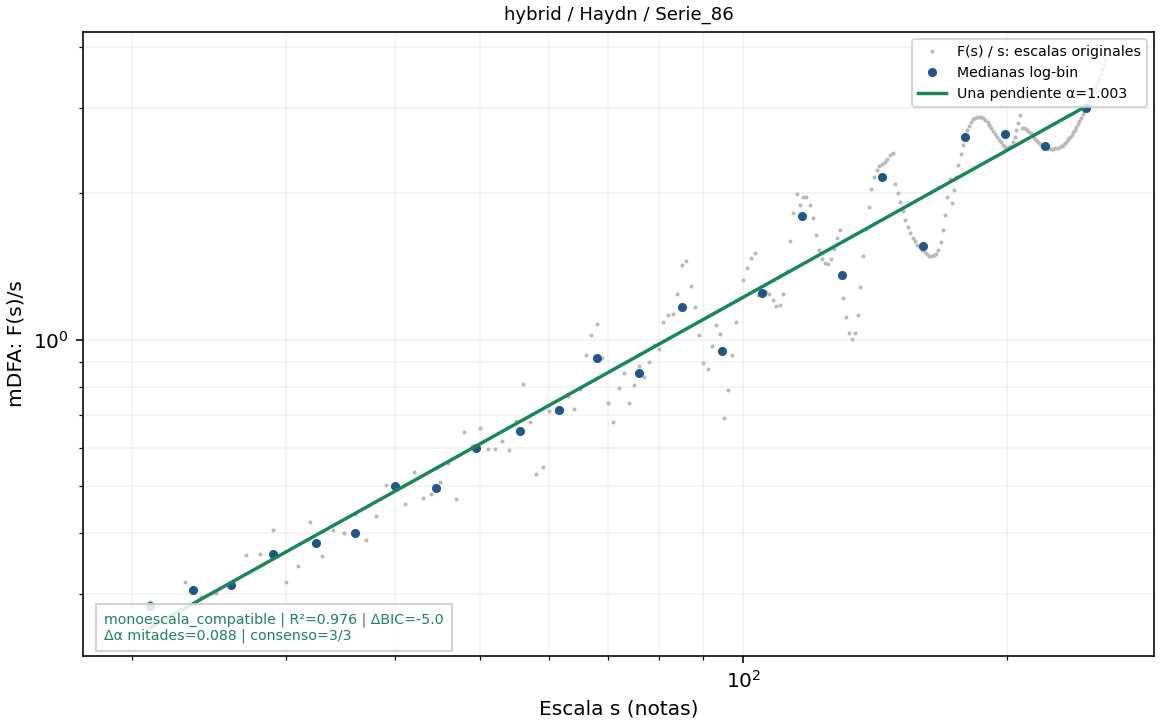 hybrid / Haydn / Serie_86
F(s) / s: escalas originales
Medianas log-bin
Una pendiente α=1.003
mDFA: F(s)/s
10⁰
monoescala_compatible | R²=0.976 | ΔBIC=-5.0
Δα mitades=0.088 | consenso=3/3
10²
Escala s (notas)